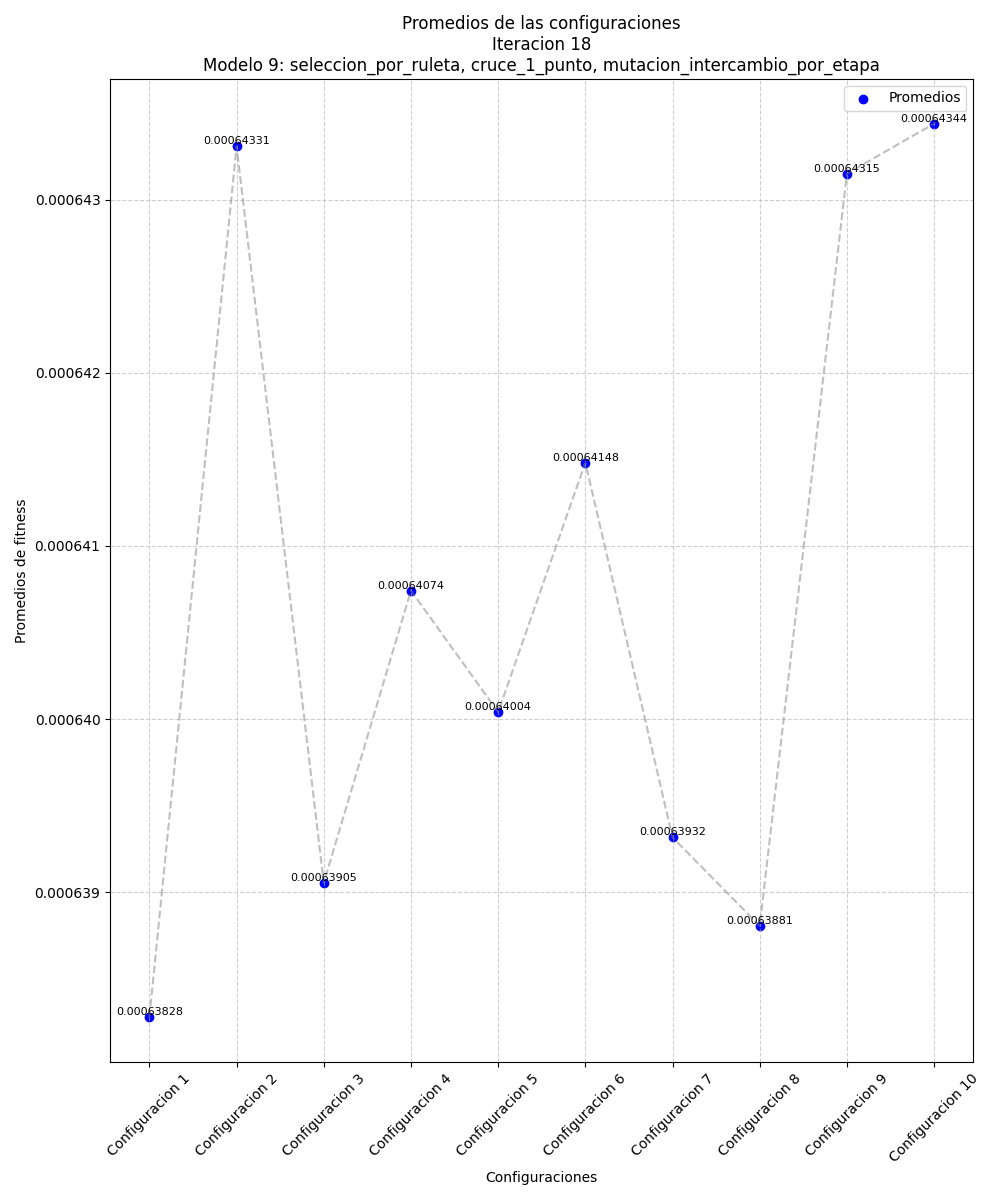 Promedios de las configuraciones
Iteracion 18
Modelo 9: seleccion_por_ruleta, cruce_1_punto, mutacion_intercambio_por_etapa
Promedios
0.00064344
0.00064331
0.00064315
0.000643
0.000642
0.00064148
0.000641
0.00064074
0.00064004
0.000640
0.00063932
0.00063905
0.000639
0.00063881
0.00063828
Promedios de fitness
Configuracion 1
Configuracion 2
Configuracion 3
Configuracion 4
Configuracion 5
Configuracion 6
Configuracion 7
Configuracion 8
Configuracion 9
Configuracion 10
Configuraciones